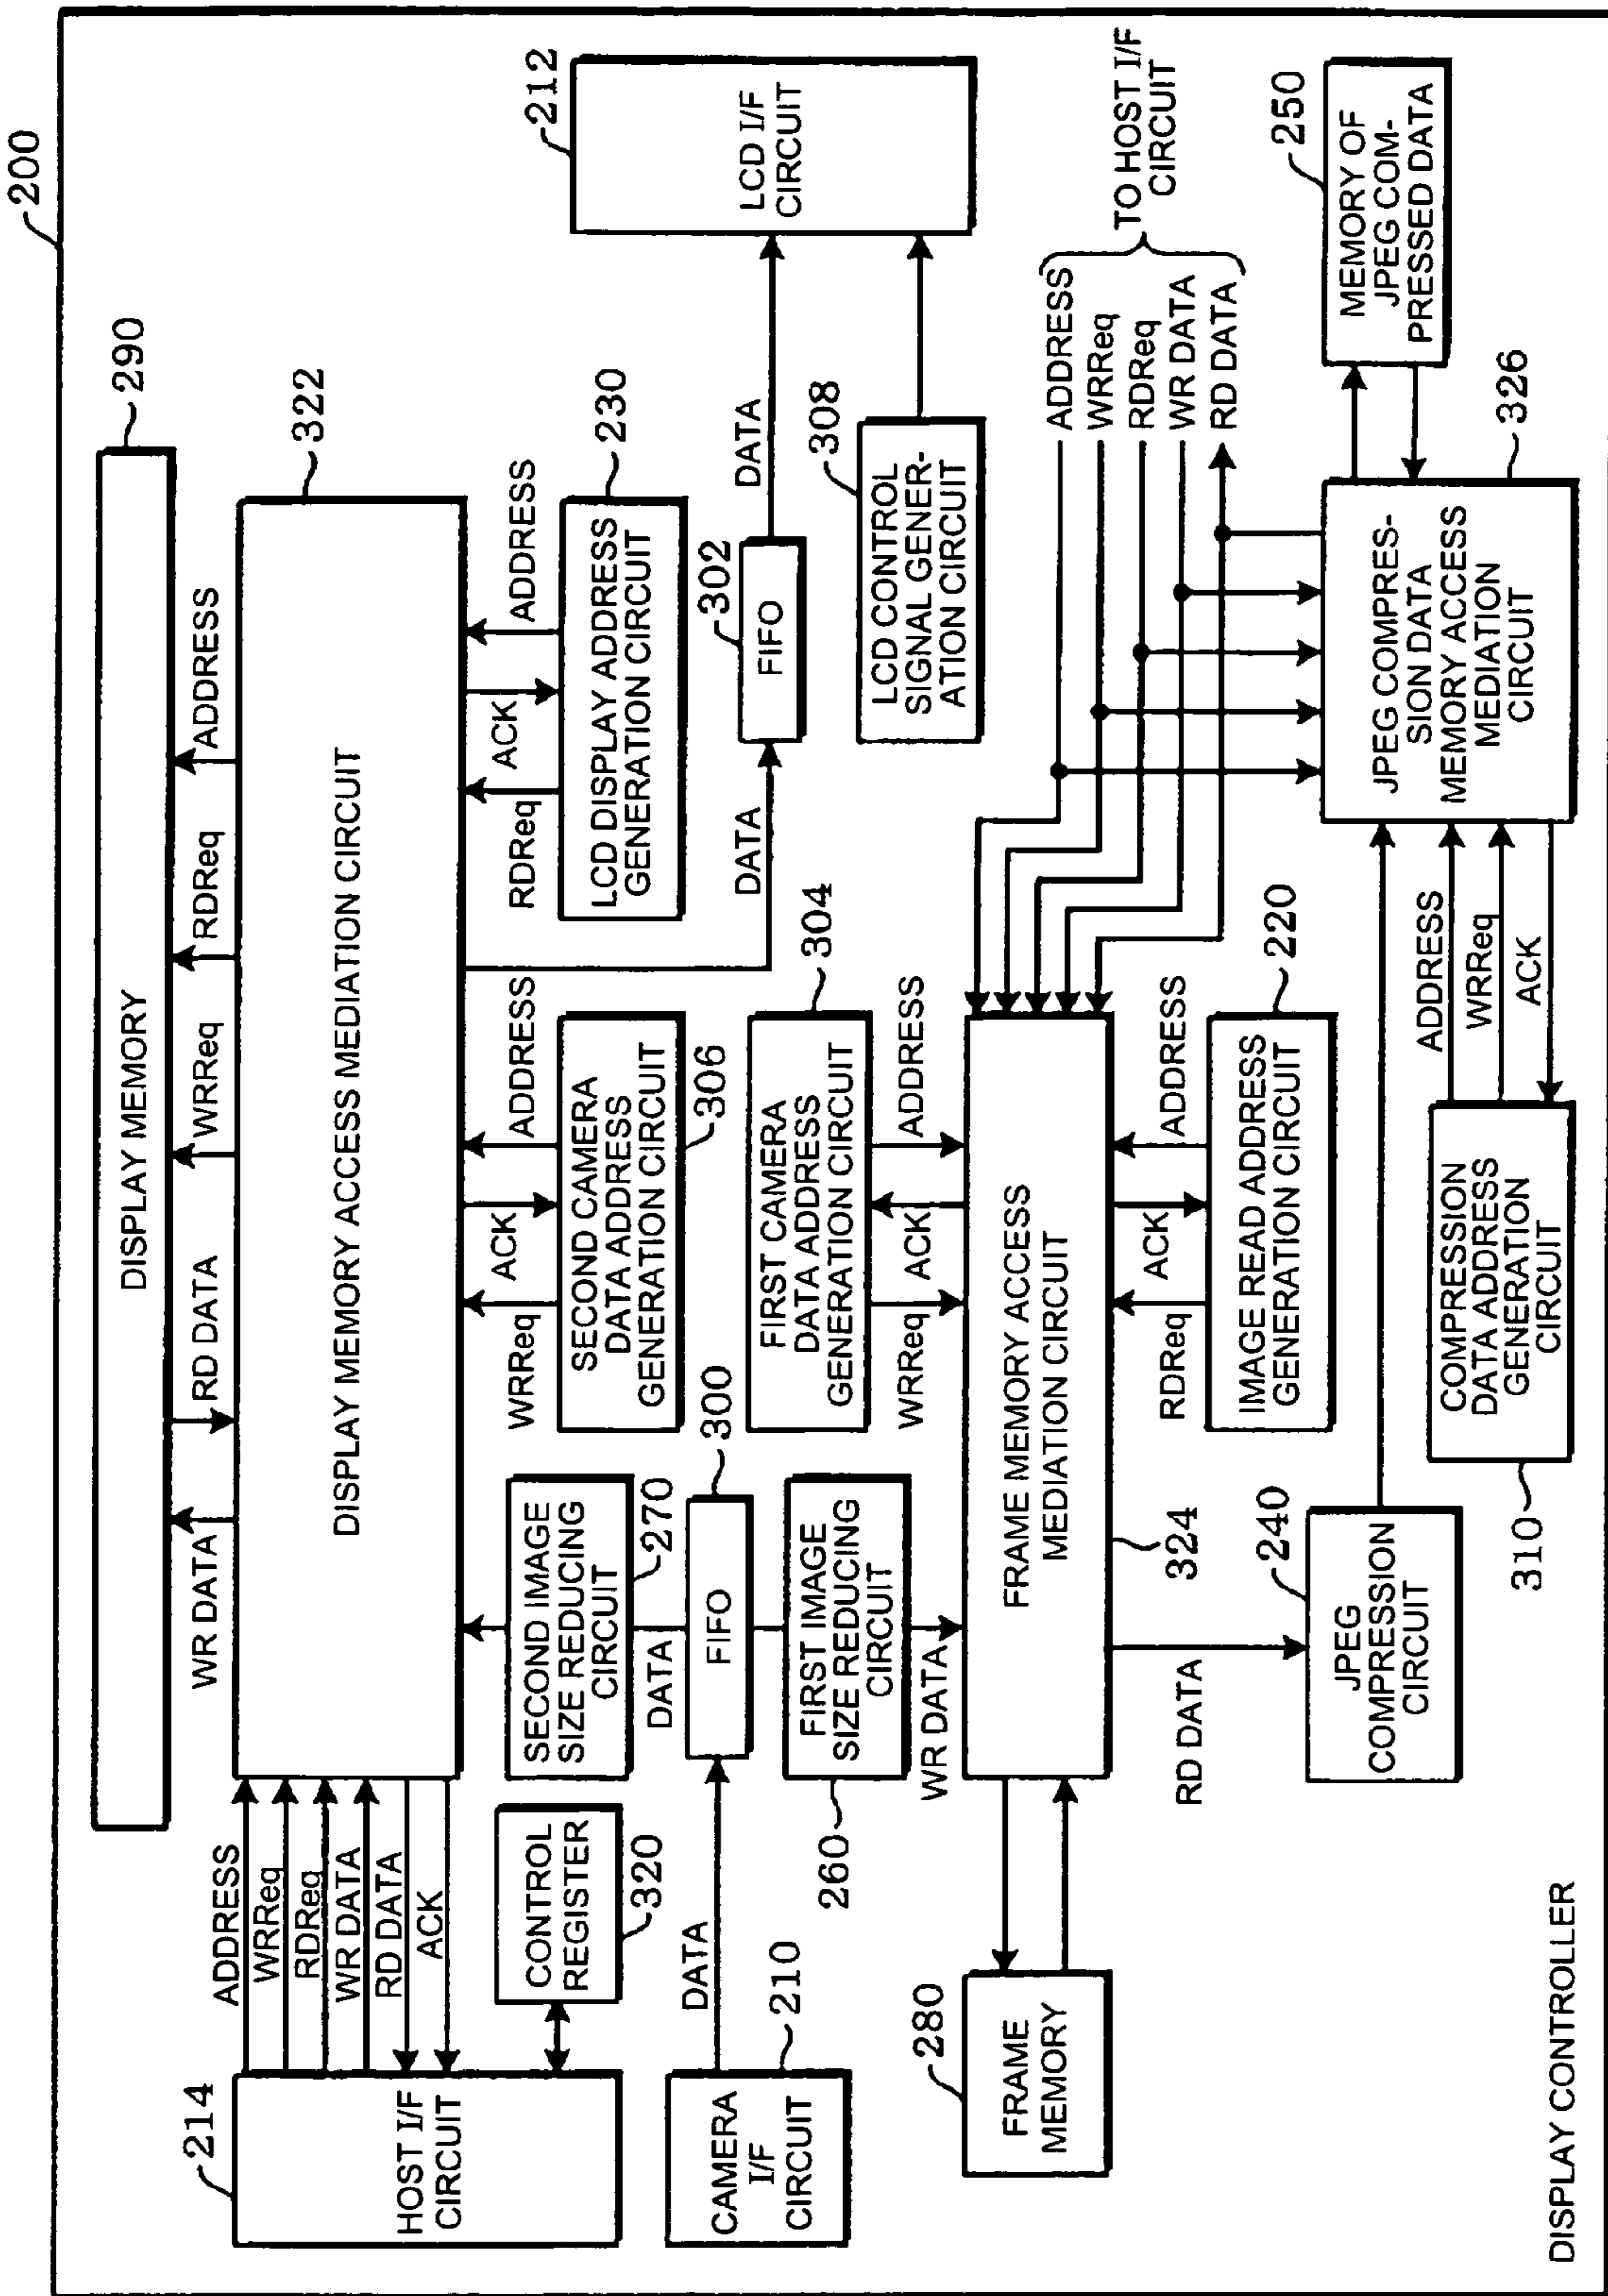 200
290
DISPLAY MEMORY
WR DATA
RD DATA
WRReq
RDReq
ADDRESS
322
DISPLAY MEMORY ACCESS MEDIATION CIRCUIT
214
HOST I/F
CIRCUIT
ADDRESS
WRReq
RDReq
WR DATA
RD DATA
ACK
CONTROL
REGISTER
320
SECOND IMAGE
SIZE REDUCING
CIRCUIT
270
WRReq
ACK
ADDRESS
SECOND CAMERA
DATA ADDRESS
GENERATION CIRCUIT
306
RDReq
ACK
ADDRESS
LCD DISPLAY ADDRESS
GENERATION CIRCUIT
230
212
LCD I/F
CIRCUIT
CAMERA
I/F
CIRCUIT
210
DATA
DATA
FIFO
300
DATA
FIFO
302
DATA
FIRST IMAGE
SIZE REDUCING
CIRCUIT
260
WR DATA
FIRST CAMERA
DATA ADDRESS
GENERATION CIRCUIT
304
WRReq
ACK
ADDRESS
LCD CONTROL
SIGNAL GENER-
ATION CIRCUIT
308
280
FRAME
MEMORY
FRAME MEMORY ACCESS
MEDIATION CIRCUIT
324
ADDRESS
WRReq
RDReq
WR DATA
RD DATA
TO HOST I/F
CIRCUIT
RD DATA
RDReq
ACK
ADDRESS
IMAGE READ ADDRESS
GENERATION CIRCUIT
220
JPEG
COMPRESSION
CIRCUIT
240
ADDRESS
WRReq
ACK
COMPRESSION
DATA ADDRESS
GENERATION
CIRCUIT
310
JPEG COMPRES-
SION DATA
MEMORY ACCESS
MEDIATION
CIRCUIT
326
MEMORY OF
JPEG COM-
PRESSED DATA
250
DISPLAY CONTROLLER